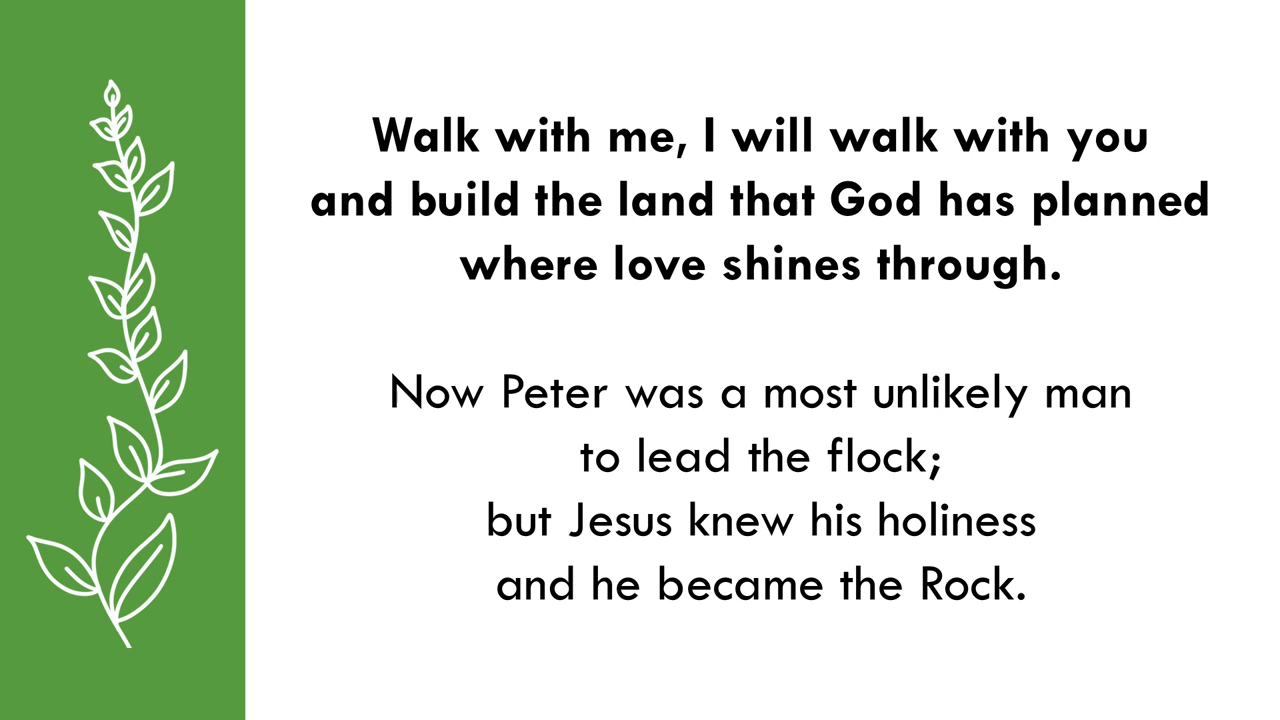 Walk with me, I will walk with you
and build the land that God has planned
where love shines through.
Now Peter was a most unlikely man
to lead the flock;
but Jesus knew his holiness
and he became the Rock.